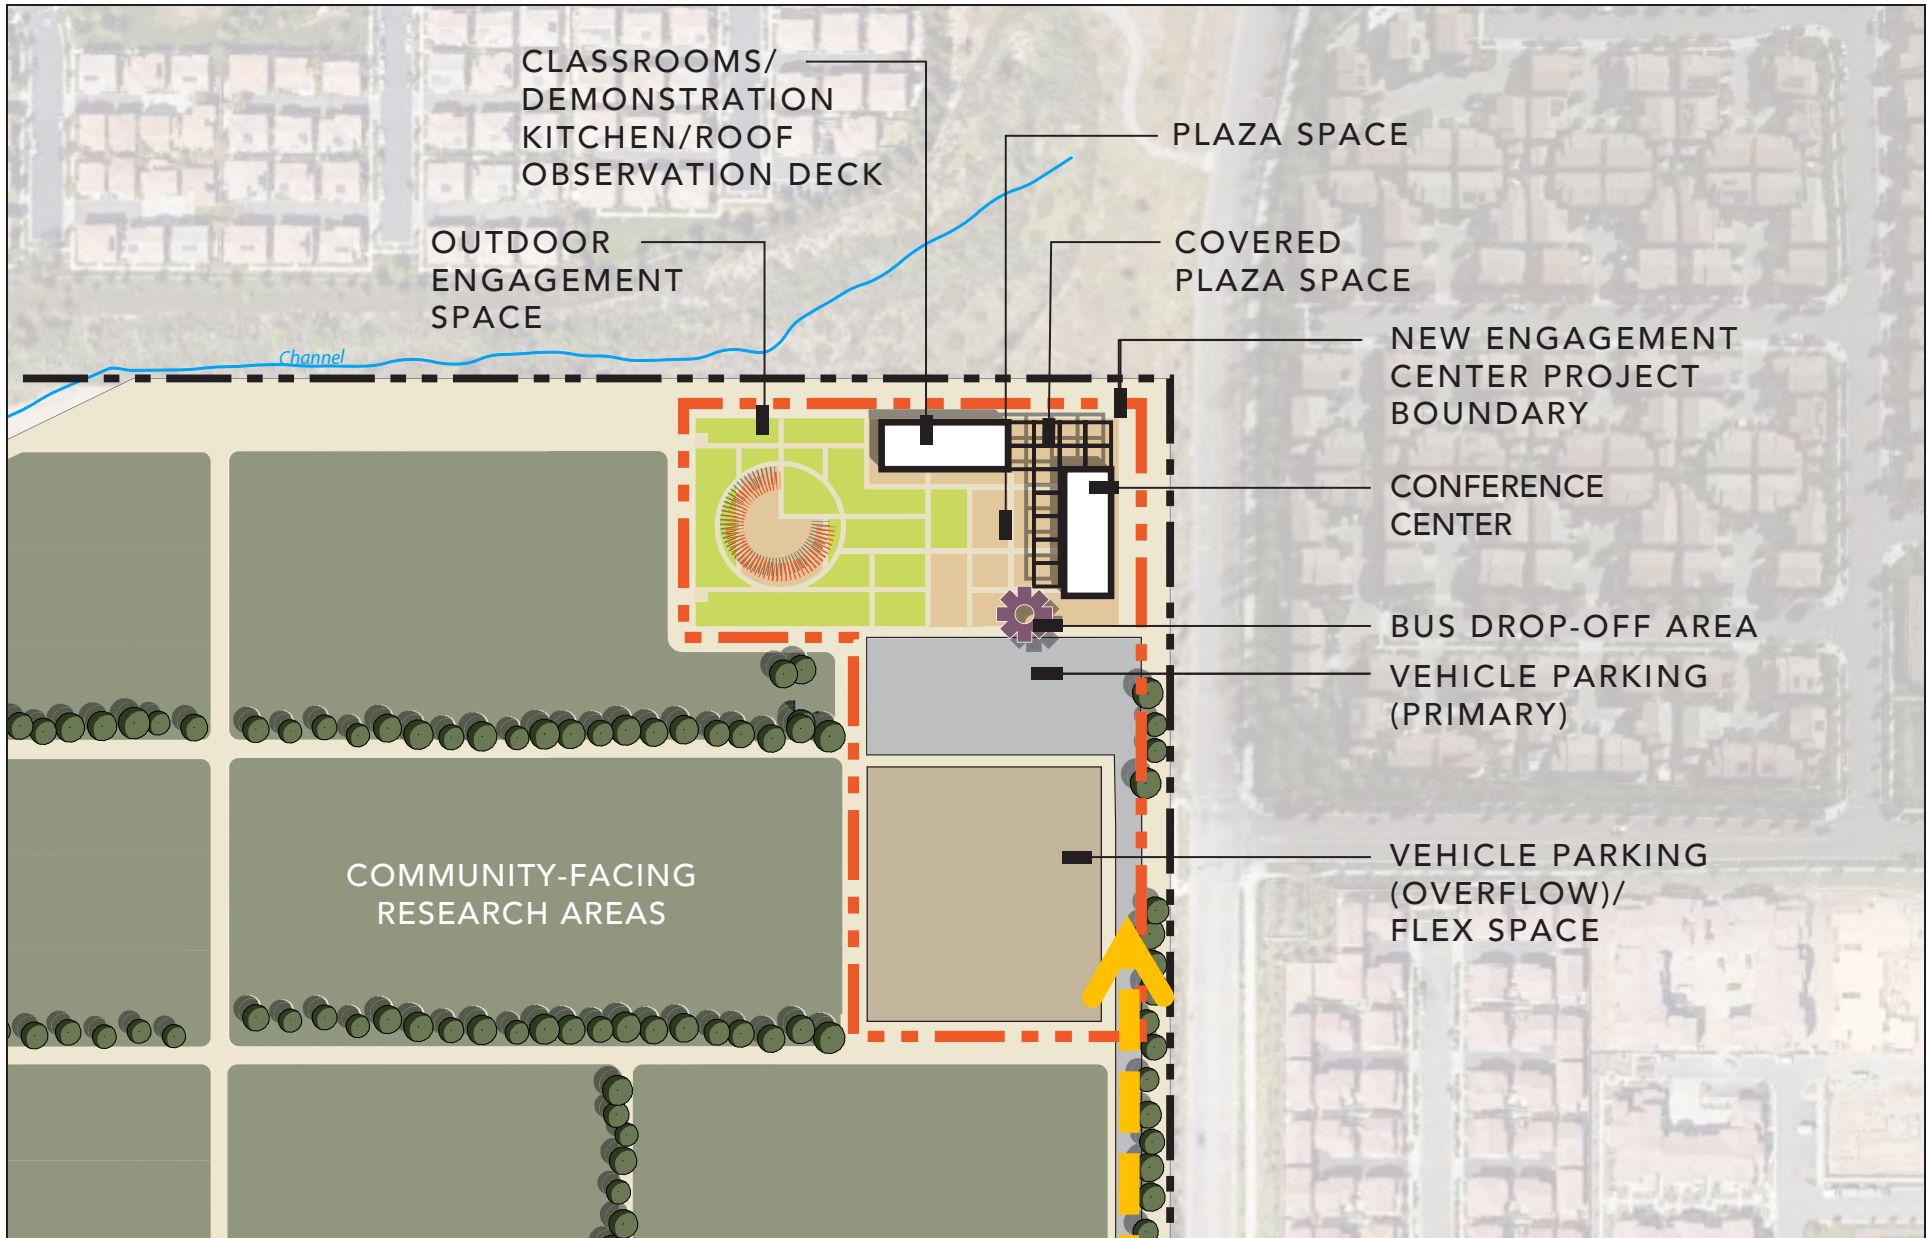 CLASSROOMS/
DEMONSTRATION
KITCHEN/ROOF
OBSERVATION DECK
PLAZA SPACE
OUTDOOR
ENGAGEMENT
SPACE
COVERED
PLAZA SPACE
Channel
NEW ENGAGEMENT
CENTER PROJECT
BOUNDARY
CONFERENCE
CENTER
BUS DROP-OFF AREA
VEHICLE PARKING
(PRIMARY)
COMMUNITY-FACING
RESEARCH AREAS
VEHICLE PARKING
(OVERFLOW)/
FLEX SPACE